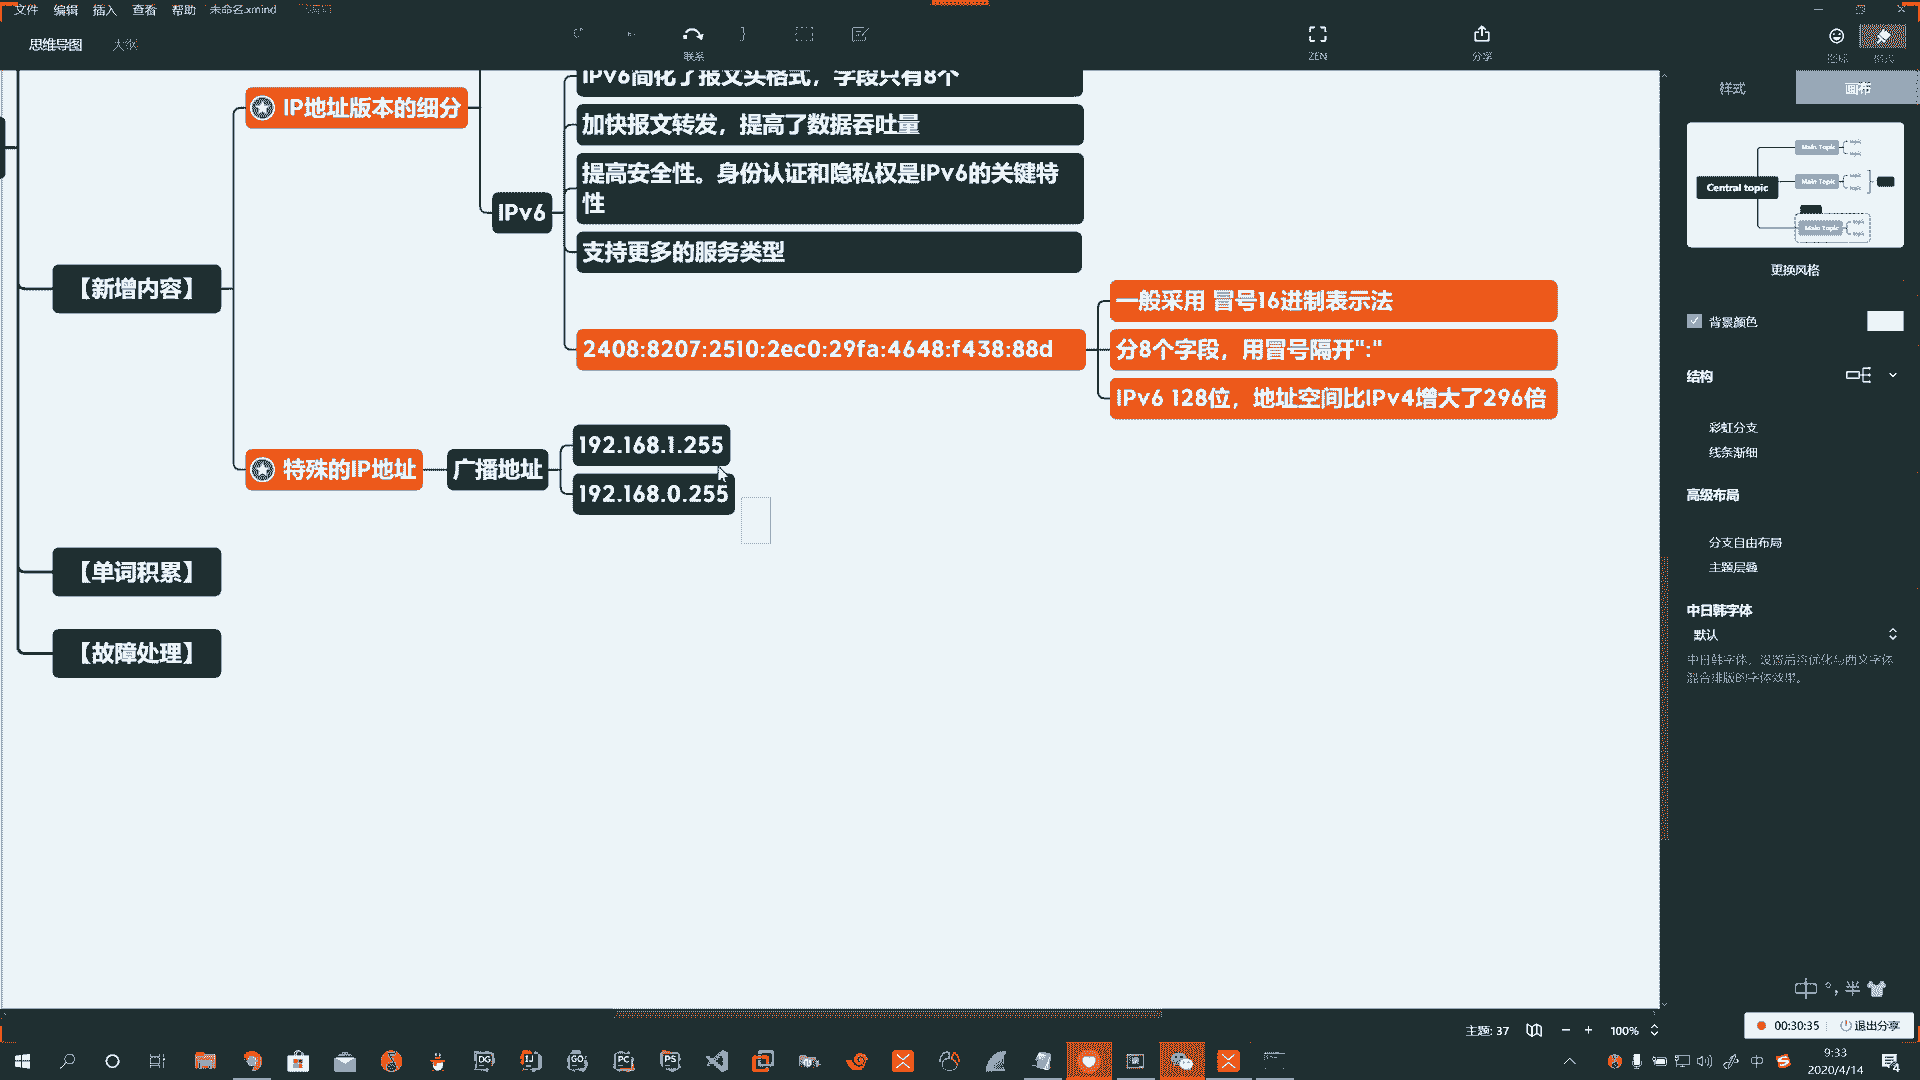 文件 编辑 插入 查看 帮助 未命名.xmind
思维导图 大纲
联系
ZEN
分享
IPv6简化了报文头格式，字段只有8个
IP地址版本的细分
加快报文转发，提高了数据吞吐量
提高安全性。身份认证和隐私权是IPv6的关键特
性
IPv6
支持更多的服务类型
【新增内容】
一般采用 冒号16进制表示法
2408:8207:2510:2ec0:29fa:4648:f438:88d
分8个字段，用冒号隔开":"
IPv6 128位，地址空间比IPv4增大了296倍
192.168.1.255
特殊的IP地址
广播地址
192.168.0.255
【单词积累】
【故障处理】
样式 画布
Central topic
Main Topic
Main Topic
Main Topic
更换风格
背景颜色
结构
彩虹分支
线条渐细
高级布局
分支自由布局
主题层叠
中日韩字体
默认
中日韩字体，设置后将优化与西文字体
混合排版的字体效果。
中 °, 半
主题: 37
100%
00:30:35 退出分享
DG IJ GO PC PS
中
9:33
2020/4/14